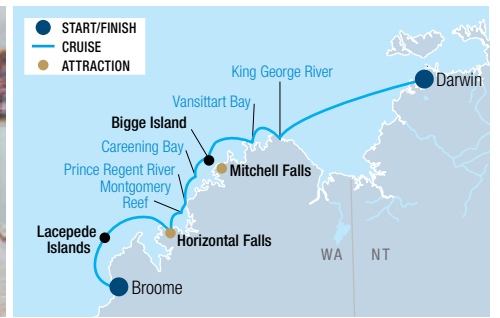 START/FINISH
CRUISE
ATTRACTION
King George River
Darwin
Vansittart Bay
Bigge Island
Careening Bay
Mitchell Falls
Prince Regent River
Montgomery
Reef
Lacepede
Islands
Horizontal Falls
WA
NT
Broome